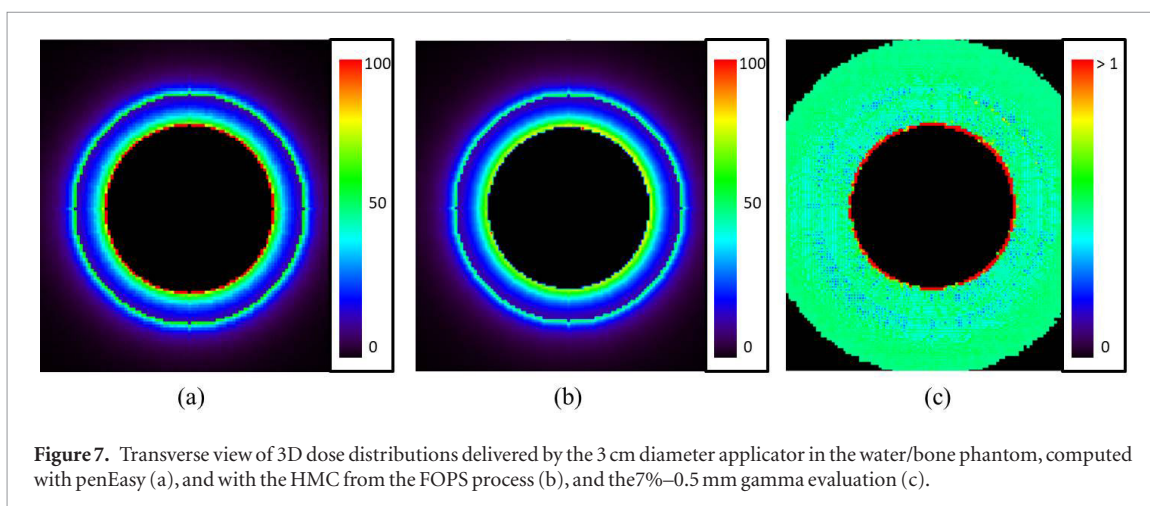 100
50
0
100
50
0
> 1
0
(a)
(b)
(c)
Figure 7. Transverse view of 3D dose distributions delivered by the 3 cm diameter applicator in the water/bone phantom, computed
with penEasy (a), and with the HMC from the FOPS process (b), and the7%–0.5 mm gamma evaluation (c).